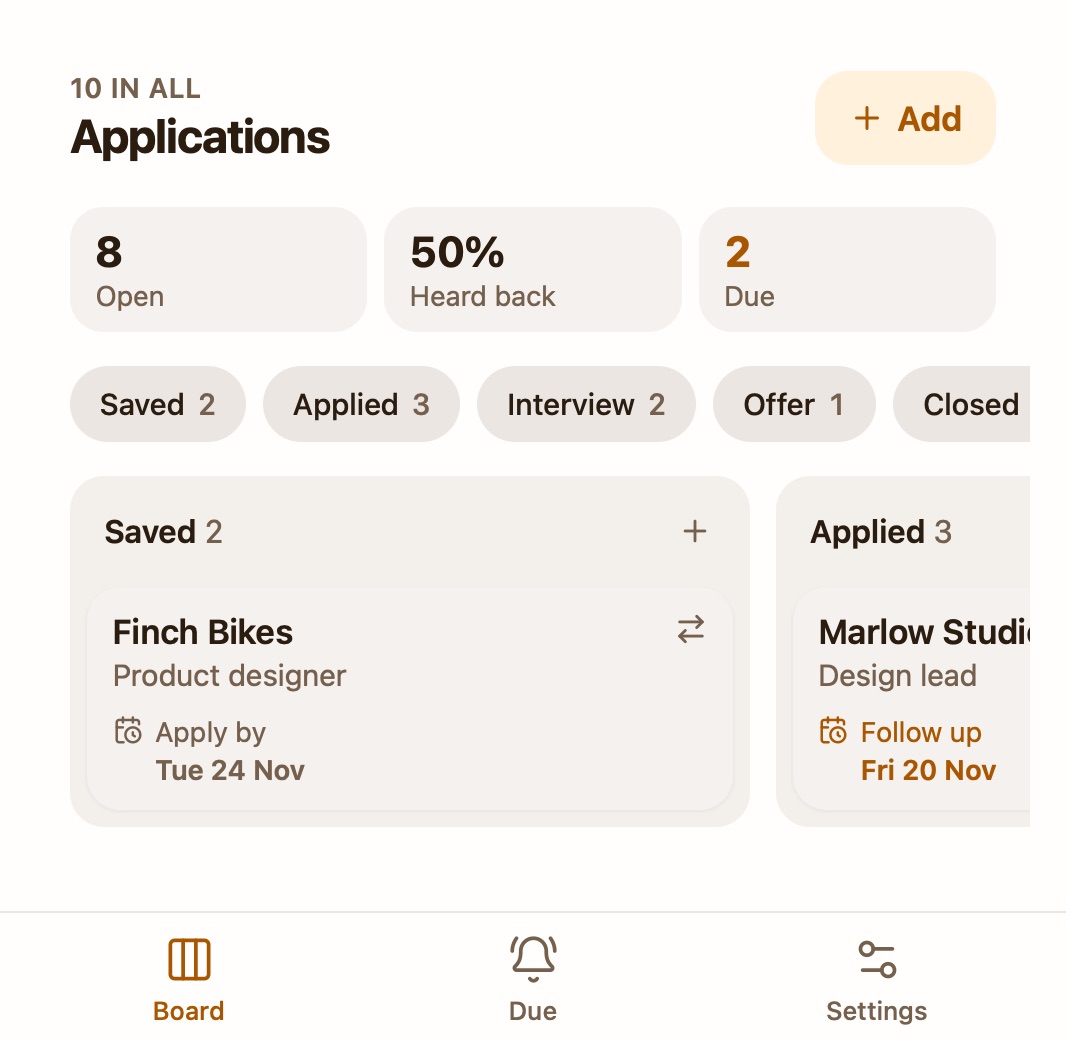 10 IN ALL
Applications
+ Add
8
Open
50%
Heard back
2
Due
Saved 2
Applied 3
Interview 2
Offer 1
Closed
Saved 2
Finch Bikes
Product designer
Apply by
Tue 24 Nov
Applied 3
Marlow
Design lead
Follow up
Fri 20 Nov
Board
Due
Settings